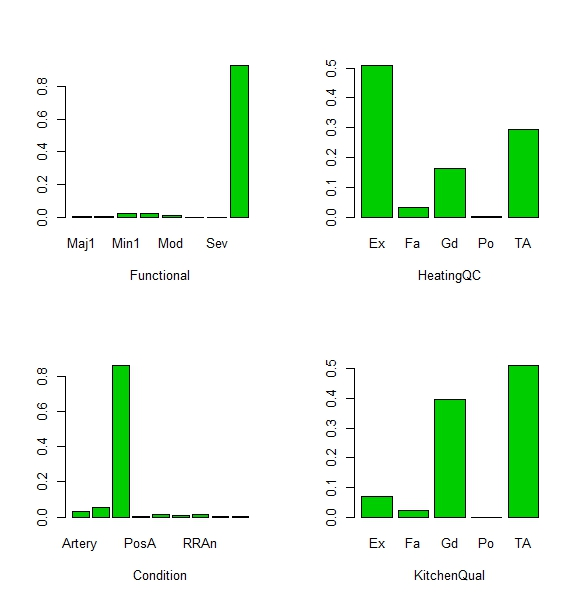 0.0 0.2 0.4 0.6 0.8
Maj1 Min1 Mod Sev
Functional
0.0 0.1 0.2 0.3 0.4 0.5
Ex Fa Gd Po TA
HeatingQC
0.0 0.2 0.4 0.6 0.8
Artery PosA RRAn
Condition
0.0 0.1 0.2 0.3 0.4 0.5
Ex Fa Gd Po TA
KitchenQual